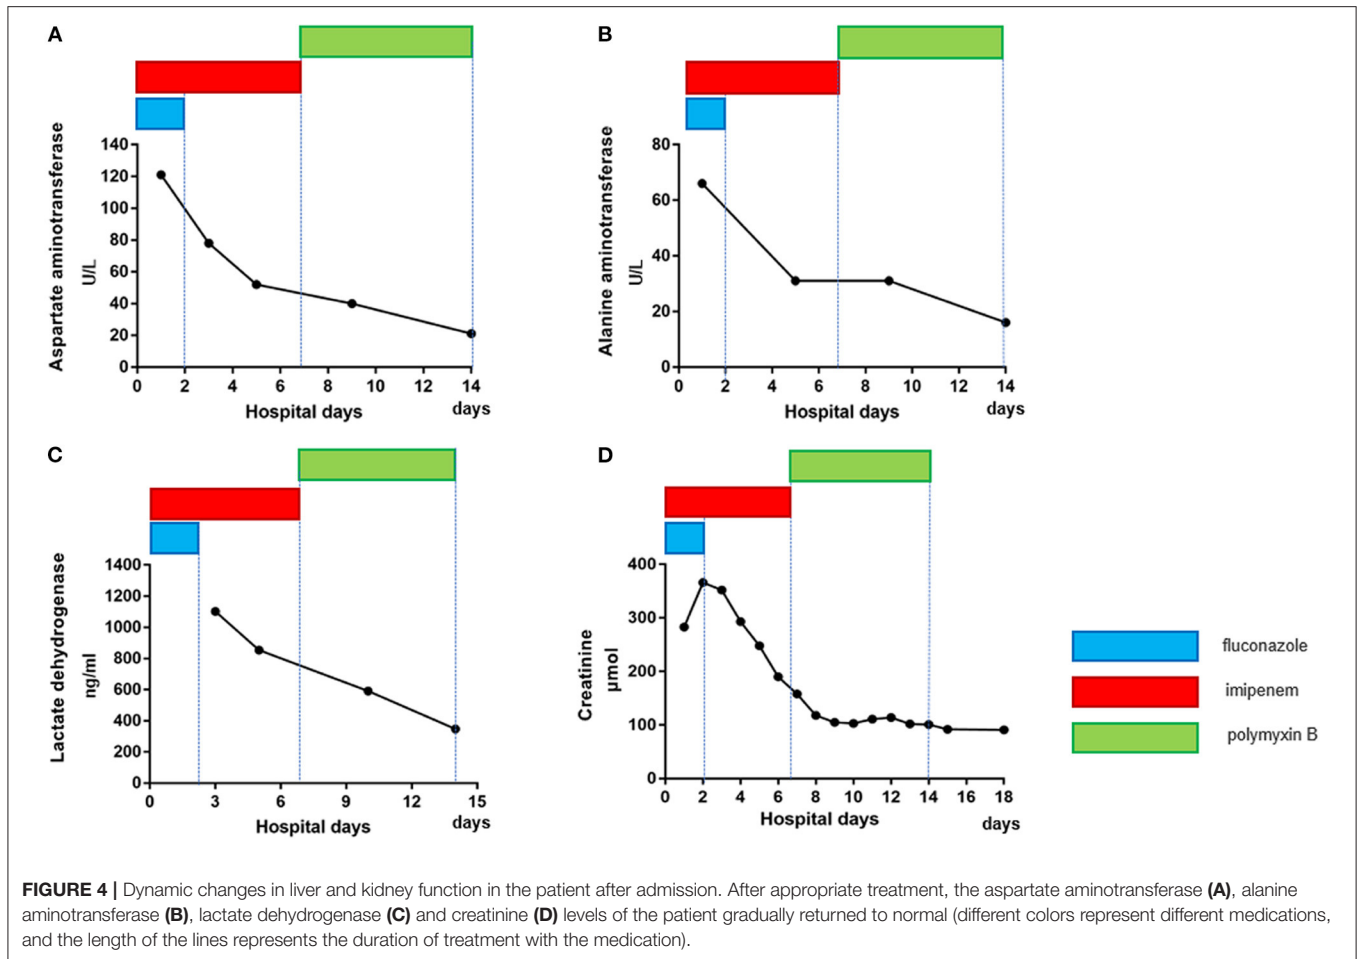 A
Aspartate aminotransferase
U/L
140
120
100
80
60
40
20
0
0 2 4 6 8 10 12 14
Hospital days
days
B
Alanine aminotransferase
U/L
80
60
40
20
0
0 2 4 6 8 10 12 14
Hospital days
days
C
Lactate dehydrogenase
ng/ml
1400
1200
1000
800
600
400
200
0
0 3 6 9 12 15
Hospital days
days
D
Creatinine
μmol
400
300
200
100
0
0 2 4 6 8 10 12 14 16 18
Hospital days
days
fluconazole
imipenem
polymyxin B
FIGURE 4 | Dynamic changes in liver and kidney function in the patient after admission. After appropriate treatment, the aspartate aminotransferase (A), alanine
aminotransferase (B), lactate dehydrogenase (C) and creatinine (D) levels of the patient gradually returned to normal (different colors represent different medications,
and the length of the lines represents the duration of treatment with the medication).